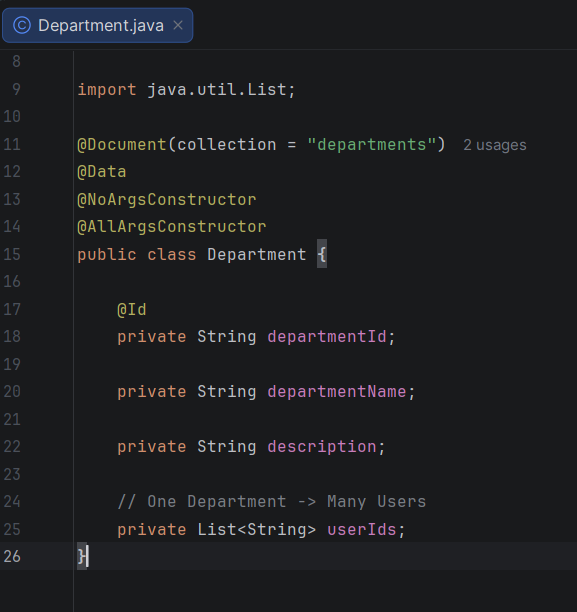 Department.java
8
9 import java.util.List;
10
11 @Document(collection = "departments") 2 usages
12 @Data
13 @NoArgsConstructor
14 @AllArgsConstructor
15 public class Department {
16
17 @Id
18 private String departmentId;
19
20 private String departmentName;
21
22 private String description;
23
24 // One Department -> Many Users
25 private List<String> userIds;
26 }